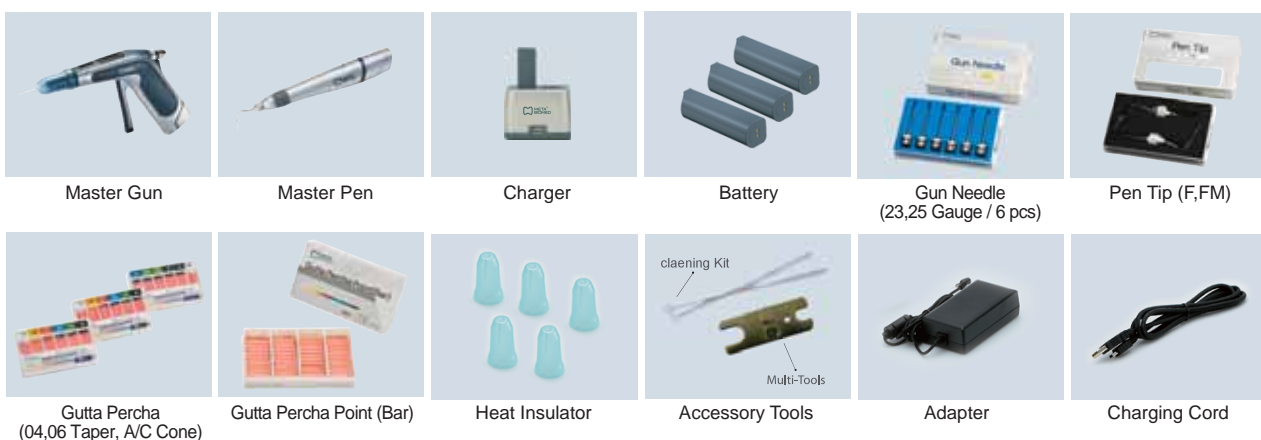 META
BIOMED
Gun Needle
Pen Tip
Master Gun
Master Pen
Charger
Battery
Gun Needle
(23,25 Gauge / 6 pcs)
Pen Tip (F,FM)
claening Kit
Multi-Tools
Gutta Percha
(04,06 Taper, A/C Cone)
Gutta Percha Point (Bar)
Heat Insulator
Accessory Tools
Adapter
Charging Cord